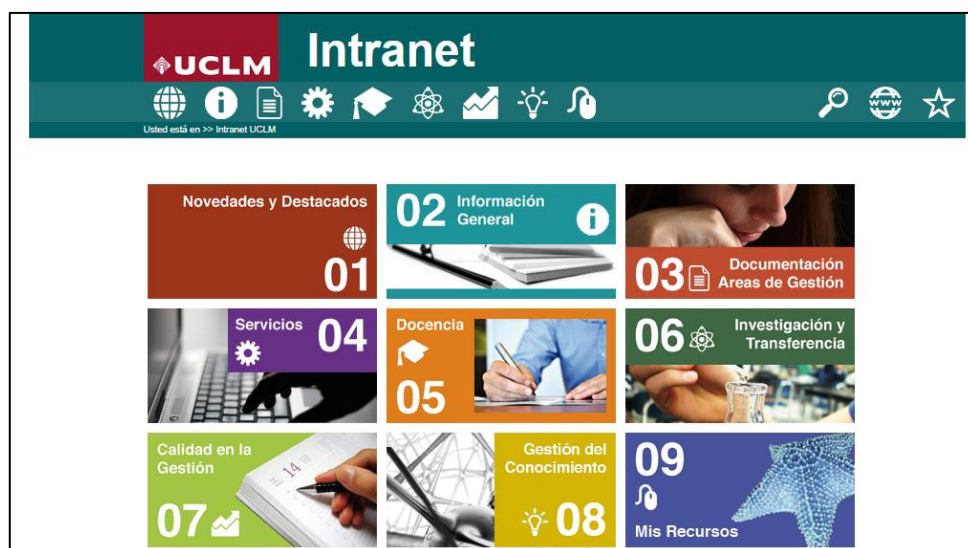 UCLM
Intranet
www
Usted está en >> Intranet UCLM
Novedades y Destacados
01
02
Información
General
03
Documentación
Areas de Gestión
Servicios
04
Docencia
05
06
Investigación y
Transferencia
Calidad en la
Gestión
14
07
Gestión del
Conocimiento
08
09
Mis Recursos